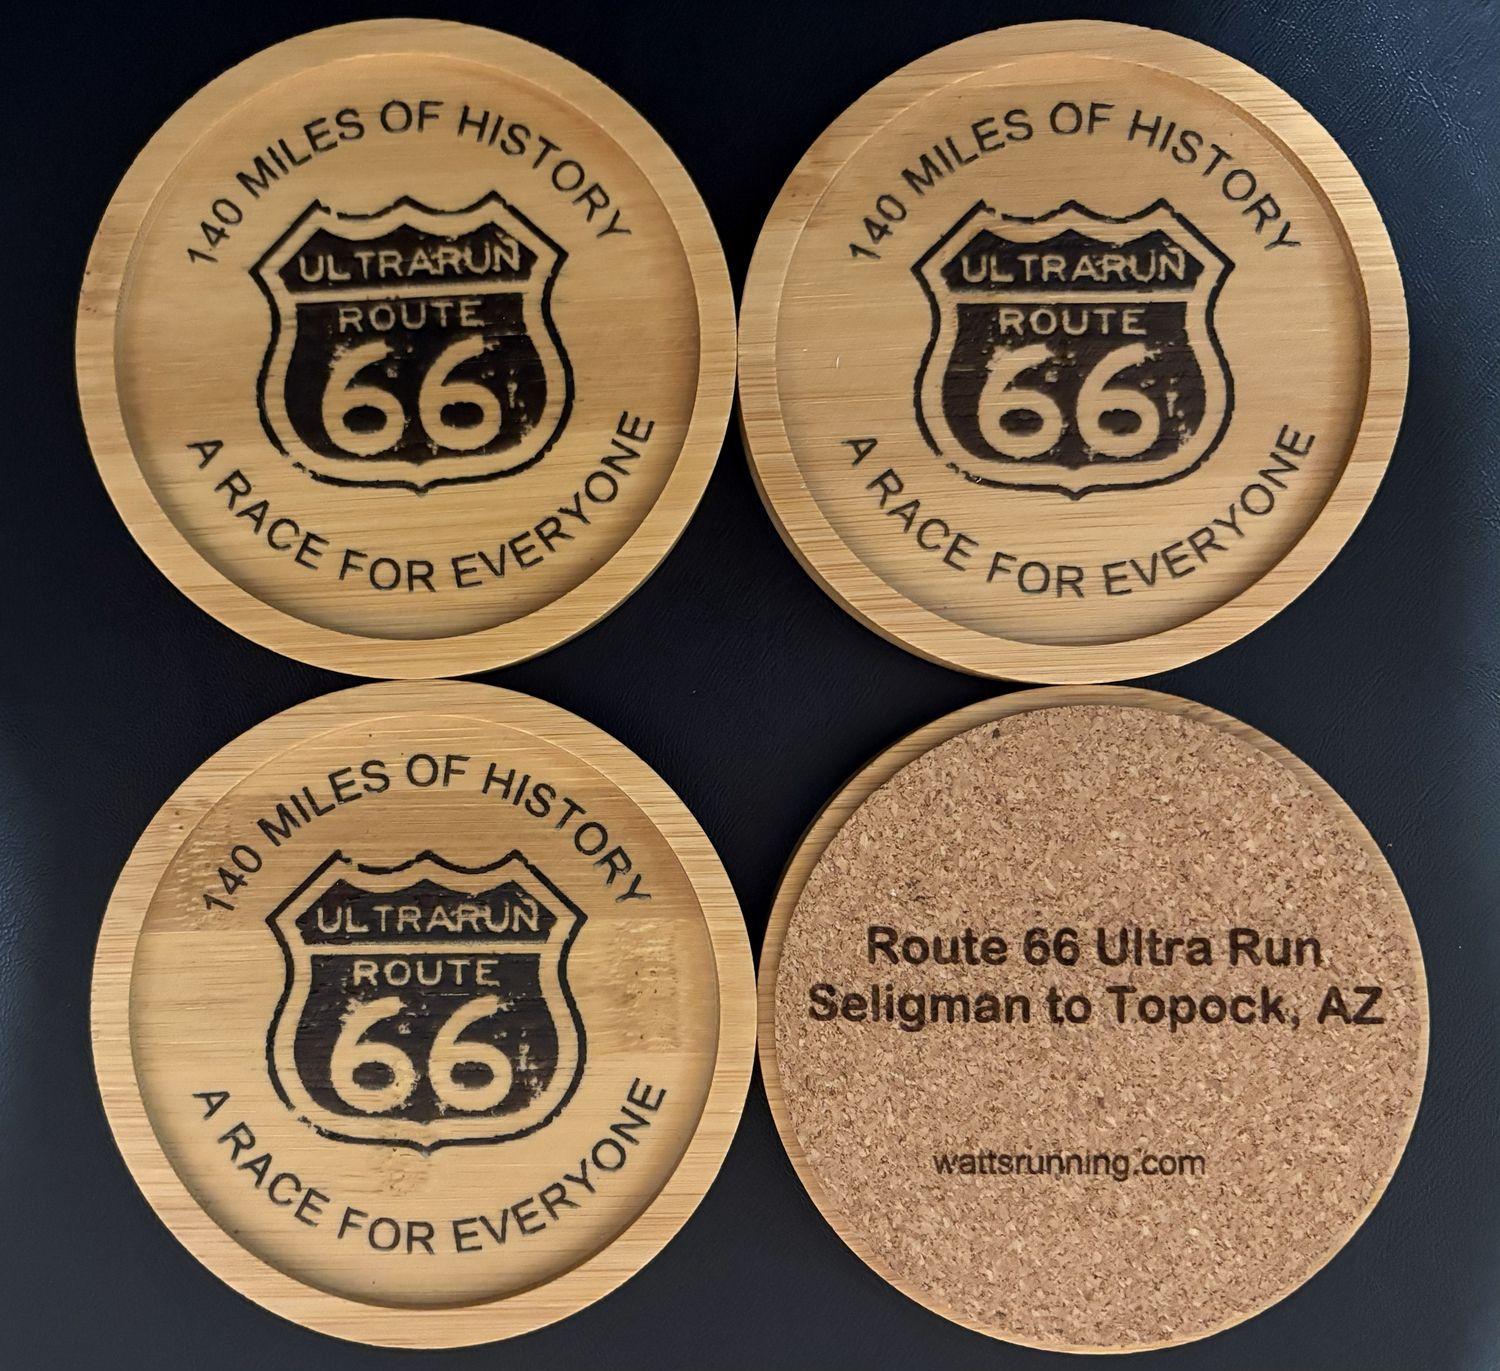 140 MILES OF HISTORY
ULTRARUN
ROUTE
66
A RACE FOR EVERYONE
140 MILES OF HISTORY
ULTRARUN
ROUTE
66
A RACE FOR EVERYONE
140 MILES OF HISTORY
ULTRARUN
ROUTE
66
A RACE FOR EVERYONE
Route 66 Ultra Run
Seligman to Topock, AZ
wattsrunning.com